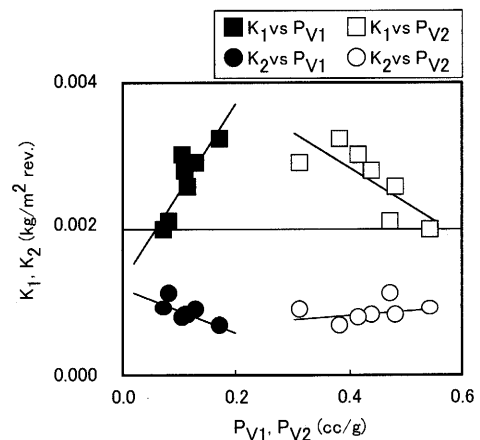 K1 vs PV1
K1 vs PV2
K2 vs PV1
K2 vs PV2
0.004
0.002
0.000
K1, K2 (kg/m² rev.)
0.0
0.2
0.4
0.6
PV1, PV2 (cc/g)